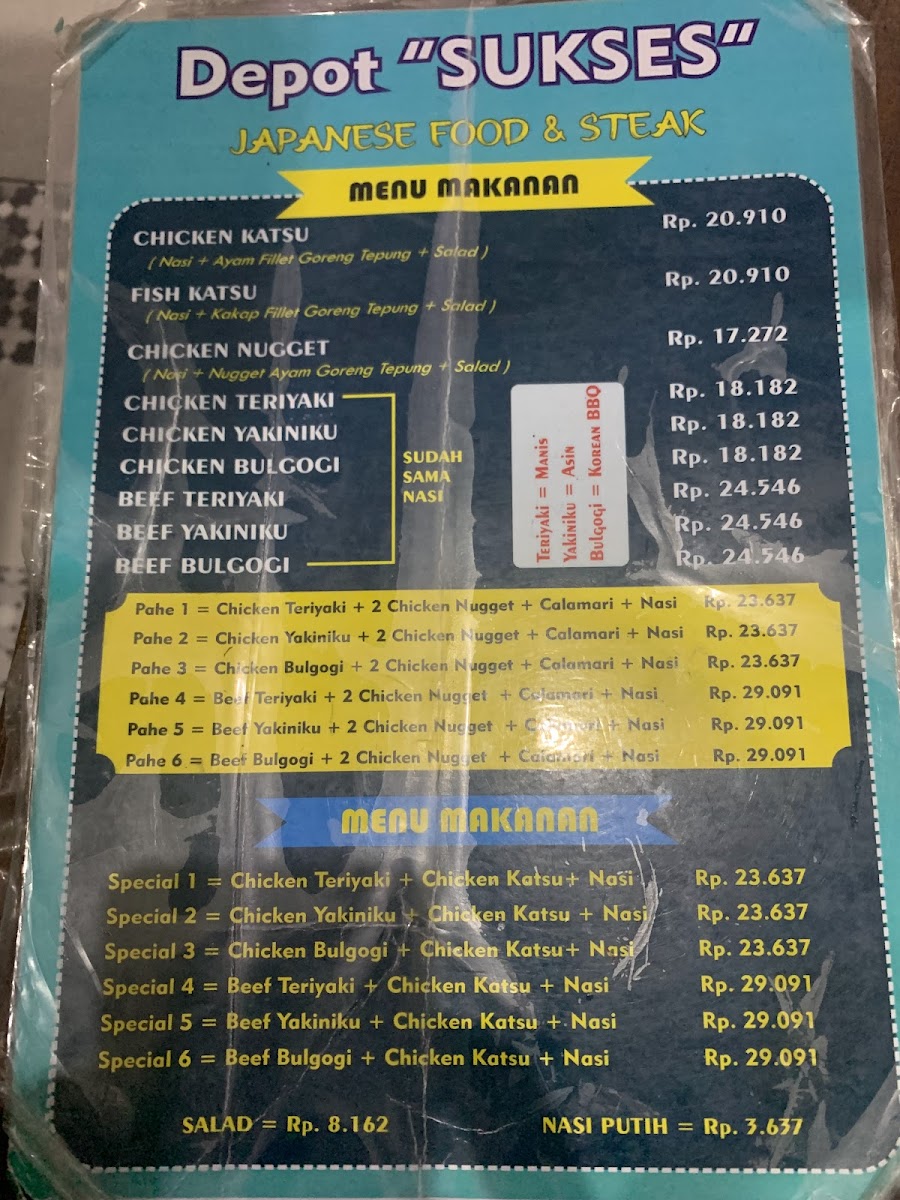 Depot "SUKSES"
JAPANESE FOOD & STEAK
MENU MAKANAN
CHICKEN KATSU Rp. 20.910
( Nasi + Ayam Fillet Goreng Tepung + Salad )
FISH KATSU Rp. 20.910
( Nasi + Kakap Fillet Goreng Tepung + Salad )
CHICKEN NUGGET Rp. 17.272
( Nasi + Nugget Ayam Goreng Tepung + Salad )
CHICKEN TERIYAKI Rp. 18.182
CHICKEN YAKINIKU Rp. 18.182
CHICKEN BULGOGI Rp. 18.182
BEEF TERIYAKI Rp. 24.546
BEEF YAKINIKU Rp. 24.546
BEEF BULGOGI Rp. 24.546
SUDAH
SAMA
NASI
Teriyaki = Manis
Yakiniku = Asin
Bulgogi = Korean BBQ
Pahe 1 = Chicken Teriyaki + 2 Chicken Nugget + Calamari + Nasi Rp. 23.637
Pahe 2 = Chicken Yakiniku + 2 Chicken Nugget + Calamari + Nasi Rp. 23.637
Pahe 3 = Chicken Bulgogi + 2 Chicken Nugget + Calamari + Nasi Rp. 23.637
Pahe 4 = Beef Teriyaki + 2 Chicken Nugget + Calamari + Nasi Rp. 29.091
Pahe 5 = Beef Yakiniku + 2 Chicken Nugget + Calamari + Nasi Rp. 29.091
Pahe 6 = Beef Bulgogi + 2 Chicken Nugget + Calamari + Nasi Rp. 29.091
MENU MAKANAN
Special 1 = Chicken Teriyaki + Chicken Katsu+ Nasi Rp. 23.637
Special 2 = Chicken Yakiniku + Chicken Katsu + Nasi Rp. 23.637
Special 3 = Chicken Bulgogi + Chicken Katsu+ Nasi Rp. 23.637
Special 4 = Beef Teriyaki + Chicken Katsu + Nasi Rp. 29.091
Special 5 = Beef Yakiniku + Chicken Katsu + Nasi Rp. 29.091
Special 6 = Beef Bulgogi + Chicken Katsu + Nasi Rp. 29.091
SALAD = Rp. 8.162 NASI PUTIH = Rp. 3.637